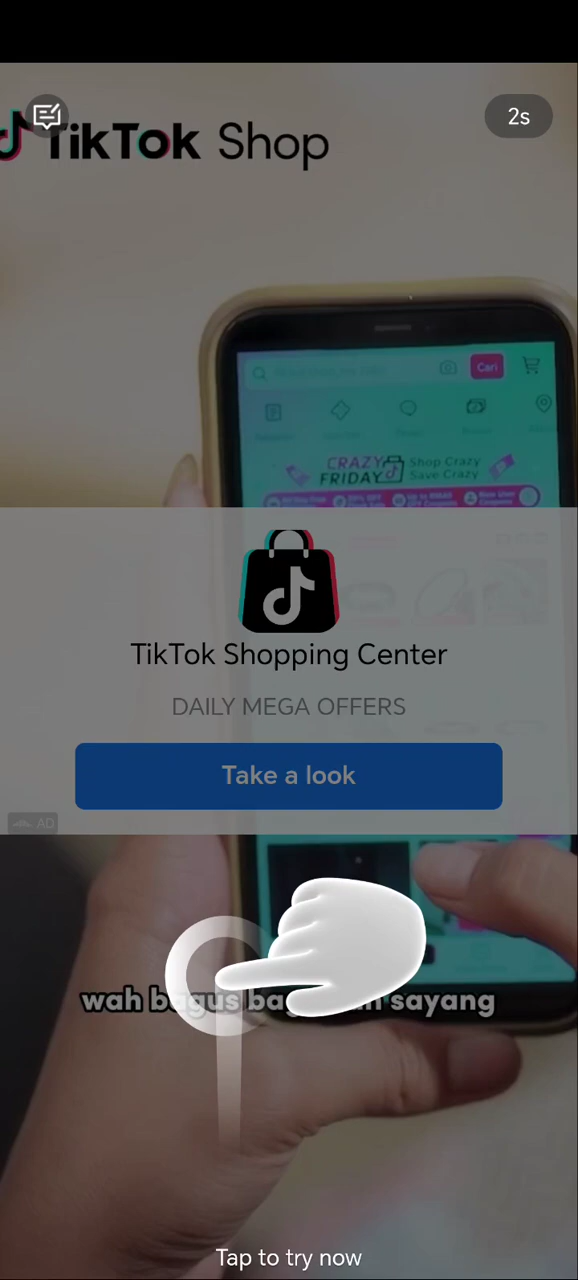 2s
TikTok Shop
Cari
CRAZY FRIDAY
Shop Crazy
Save Crazy
TikTok Shopping Center
DAILY MEGA OFFERS
Take a look
AD
wah bagus
sayang
Tap to try now